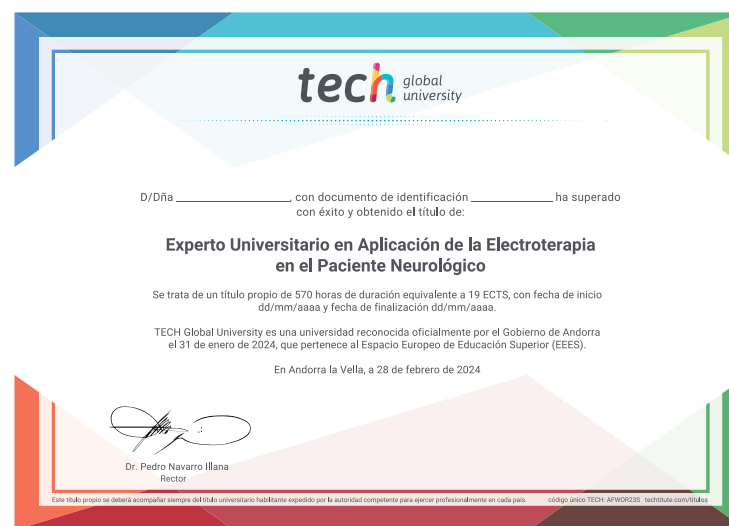 tech global university
D/Dña ____________________, con documento de identificación ______________ ha superado
con éxito y obtenido el título de:
Experto Universitario en Aplicación de la Electroterapia
en el Paciente Neurológico
Se trata de un título propio de 570 horas de duración equivalente a 19 ECTS, con fecha de inicio
dd/mm/aaaa y fecha de finalización dd/mm/aaaa.
TECH Global University es una universidad reconocida oficialmente por el Gobierno de Andorra
el 31 de enero de 2024, que pertenece al Espacio Europeo de Educación Superior (EEES).
En Andorra la Vella, a 28 de febrero de 2024
Dr. Pedro Navarro Illana
Rector
Este título propio se deberá acompañar siempre del título universitario habilitante expedido por la autoridad competente para ejercer profesionalmente en cada país. código único TECH: AFWOR23S techtitute.com/titulos